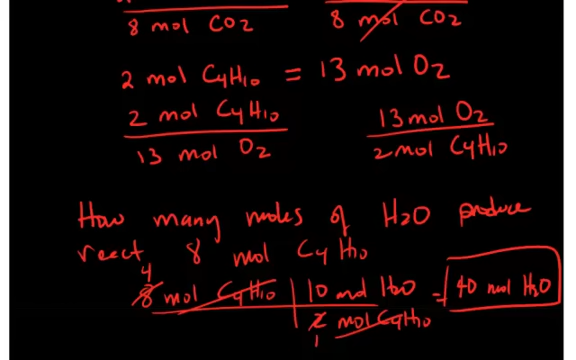 8 mol CO2 8 mol CO2
2 mol C4H10 = 13 mol O2
2 mol C4H10 13 mol O2
13 mol O2 2 mol C4H10
How many moles of H2O produce
react 8 mol C4H10
4
8 mol C4H10 | 10 mol H2O = 40 mol H2O
2 mol C4H10
1